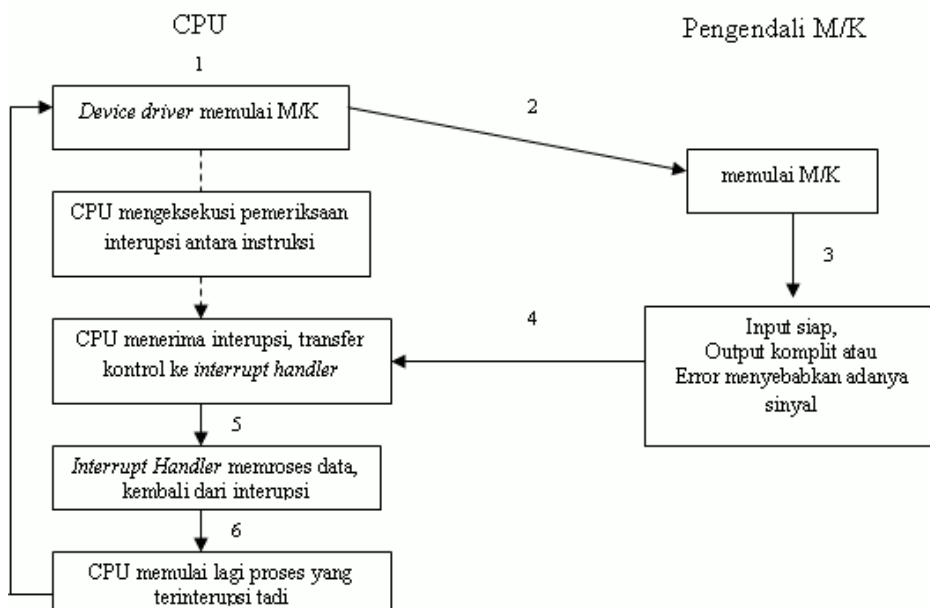 CPU
Pengendali M/K
1
Device driver memulai M/K
2
memulai M/K
CPU mengeksekusi pemeriksaan
interupsi antara instruksi
3
CPU menerima interupsi, transfer
kontrol ke interrupt handler
4
Input siap,
Output komplit atau
Error menyebabkan adanya
sinyal
5
Interrupt Handler memroses data,
kembali dari interupsi
6
CPU memulai lagi proses yang
terinterupsi tadi